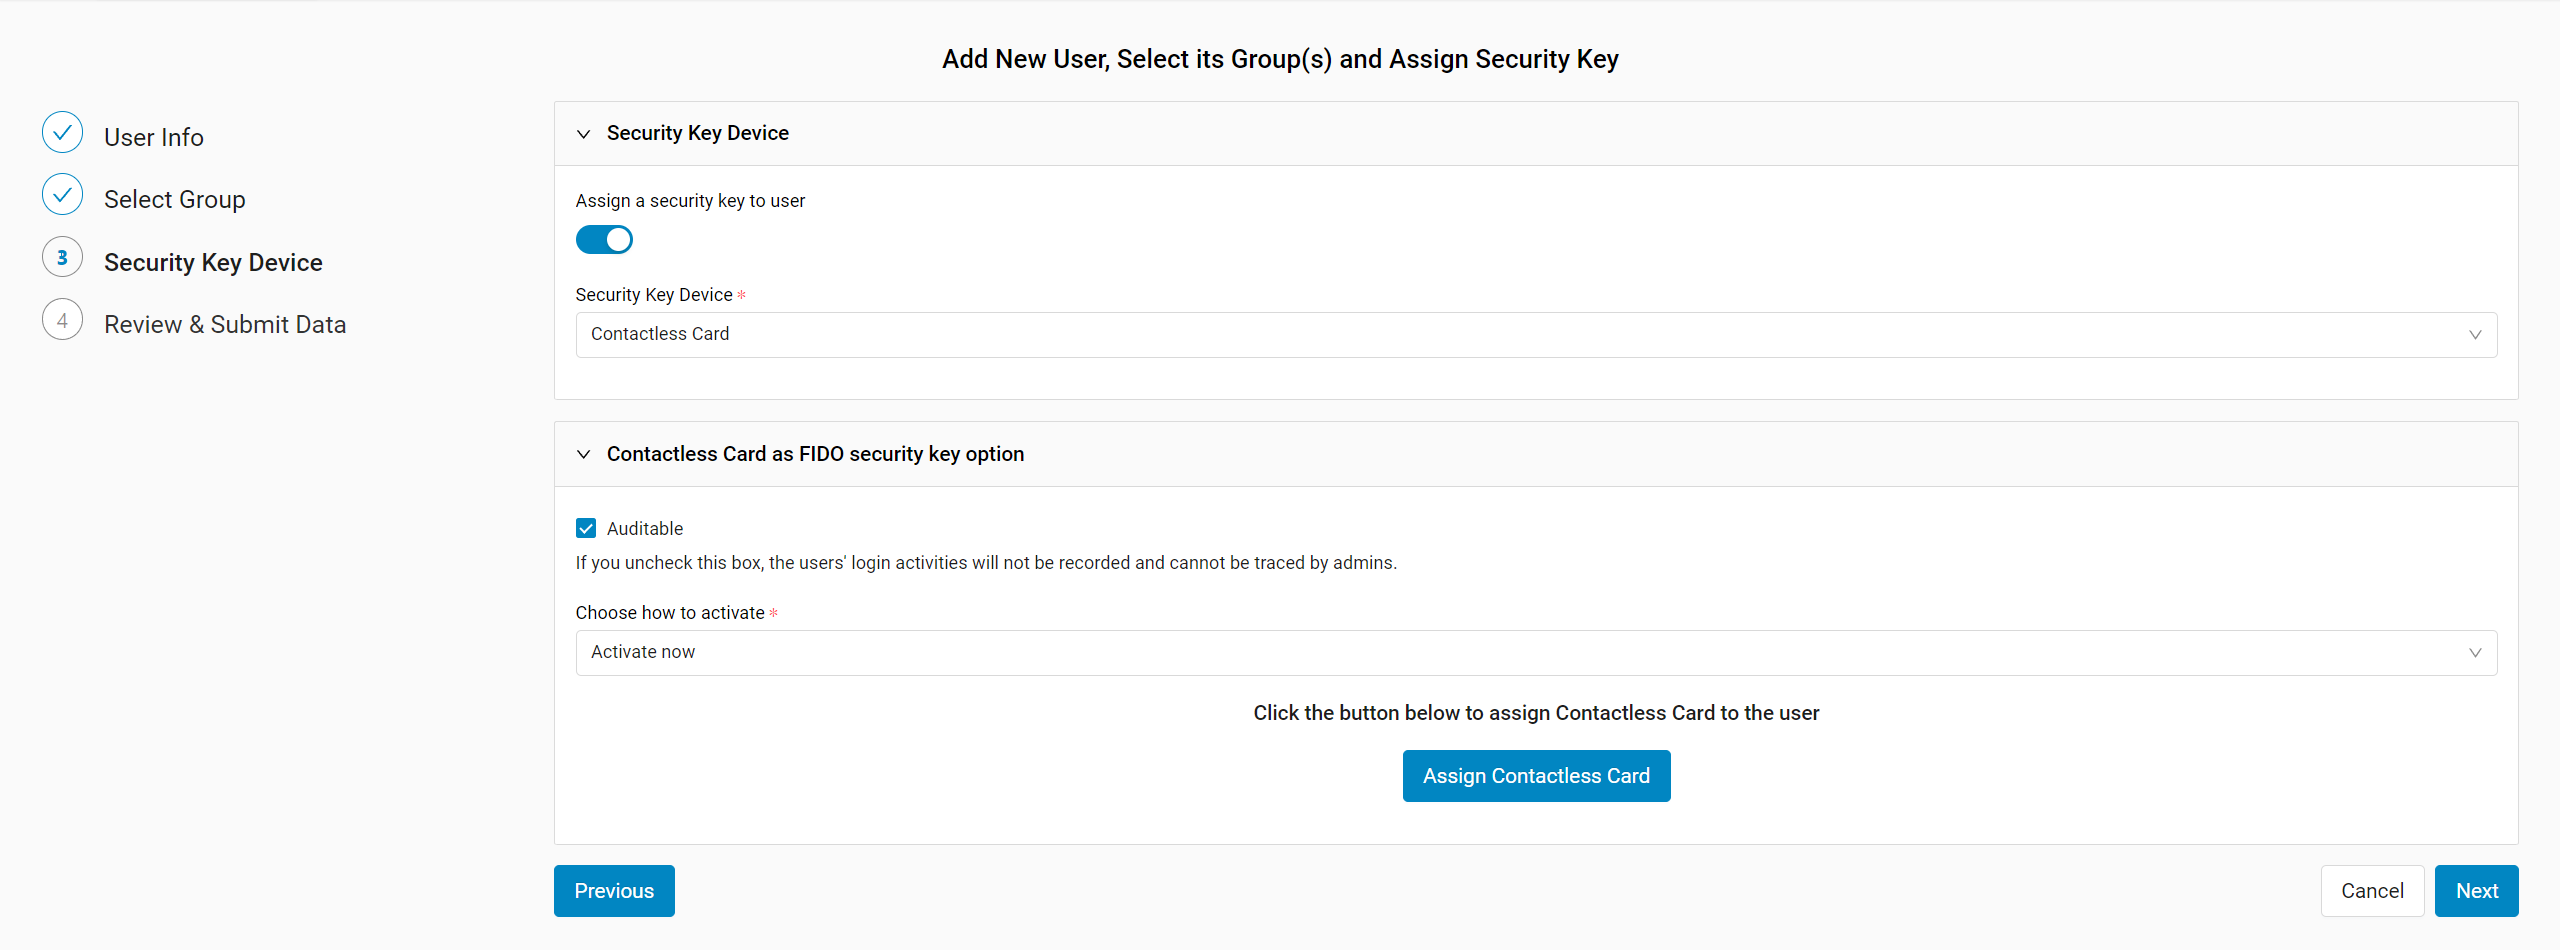 Add New User, Select its Group(s) and Assign Security Key
User Info
Select Group
3
Security Key Device
4
Review & Submit Data
Security Key Device
Assign a security key to user
Security Key Device *
Contactless Card
Contactless Card as FIDO security key option
Auditable
If you uncheck this box, the users' login activities will not be recorded and cannot be traced by admins.
Choose how to activate *
Activate now
Click the button below to assign Contactless Card to the user
Assign Contactless Card
Previous
Cancel
Next